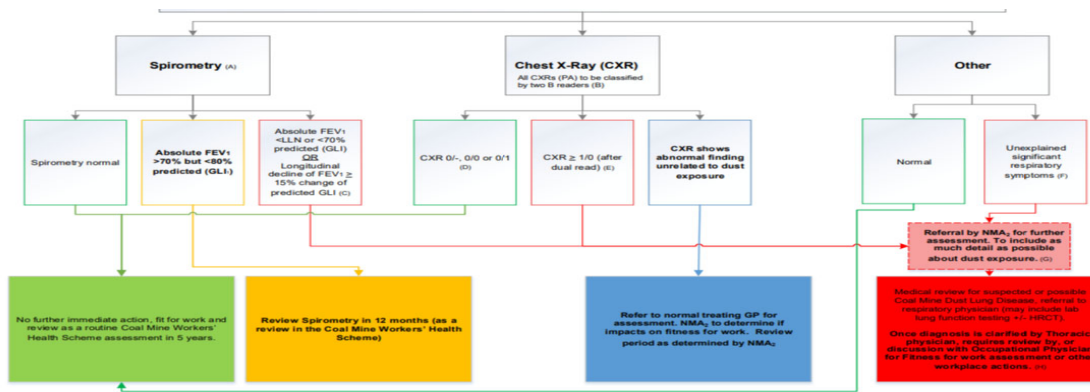 Spirometry (A)
Chest X-Ray (CXR)
All CXRs (PA) to be classified
by two B readers (B)
Other
Spirometry normal
Absolute FEV₁
>70% but <80%
predicted (GLI.)
Absolute FEV₁
<LLN or <70%
predicted (GLI)
OR
Longitudinal
decline of FEV₁ ≥
15% change of
predicted GLI (C)
CXR 0/-, 0/0 or 0/1
(D)
CXR ≥ 1/0 (after
dual read) (E)
CXR shows
abnormal finding
unrelated to dust
exposure
Normal
Unexplained
significant
respiratory
symptoms (F)
Referral by NMA₂ for further
assessment. To include as
much detail as possible
about dust exposure. (G)
No further immediate action, fit for work and
review as a routine Coal Mine Workers'
Health Scheme assessment in 5 years.
Review Spirometry in 12 months (as a
review in the Coal Mine Workers' Health
Scheme)
Refer to normal treating GP for
assessment. NMA₂ to determine if
impacts on fitness for work. Review
period as determined by NMA₂
Medical review for suspected or possible
Coal Mine Dust Lung Disease, referral to
respiratory physician (may include lab
lung function testing +/- HRCT).
Once diagnosis is clarified by Thoracic
physician, requires review by, or
discussion with Occupational Physician
for Fitness for work assessment or other
workplace actions. (H)